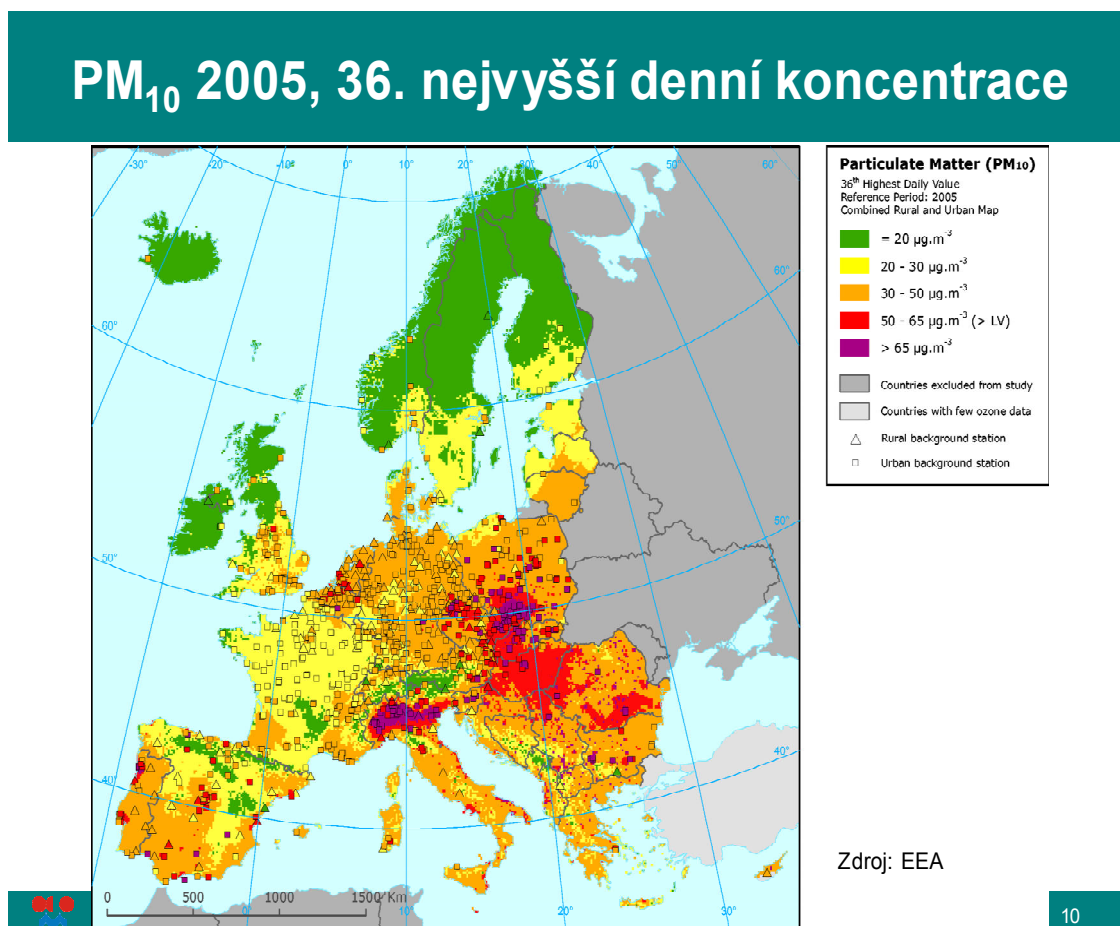 PM10 2005, 36. nejvyšší denní koncentrace
-30° -20° -10° 0° 10° 20° 30° 40° 50° 60°
60° 60°
50° 50°
40° 40°
0° 10° 20° 30°
0 500 1000 1500 Km
Particulate Matter (PM10)
36th Highest Daily Value
Reference Period: 2005
Combined Rural and Urban Map
= 20 µg.m-3
20 - 30 µg.m-3
30 - 50 µg.m-3
50 - 65 µg.m-3 (> LV)
> 65 µg.m-3
Countries excluded from study
Countries with few ozone data
Rural background station
Urban background station
Zdroj: EEA
10